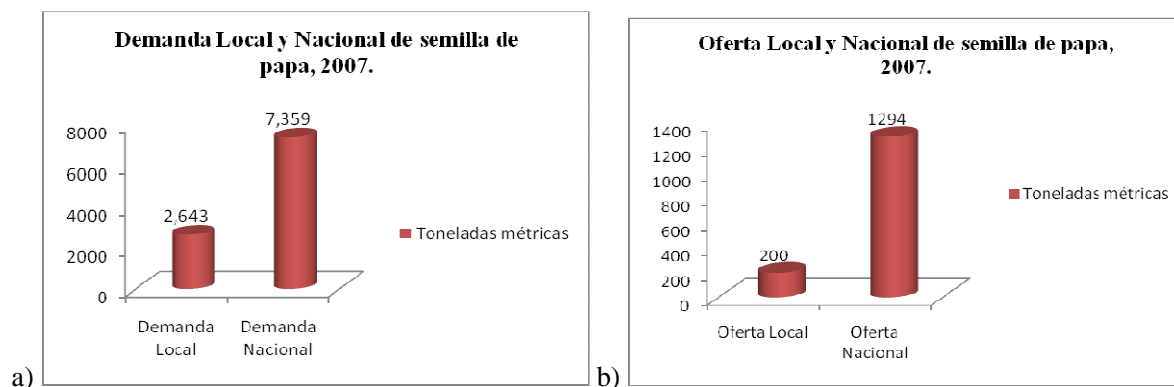 Demanda Local y Nacional de semilla de
papa, 2007.
8000
6000
4000
2000
0
2,643
7,359
Demanda
Local
Demanda
Nacional
Toneladas métricas
a)
Oferta Local y Nacional de semilla de papa,
2007.
1400
1200
1000
800
600
400
200
0
200
1294
Oferta Local
Oferta
Nacional
Toneladas métricas
b)